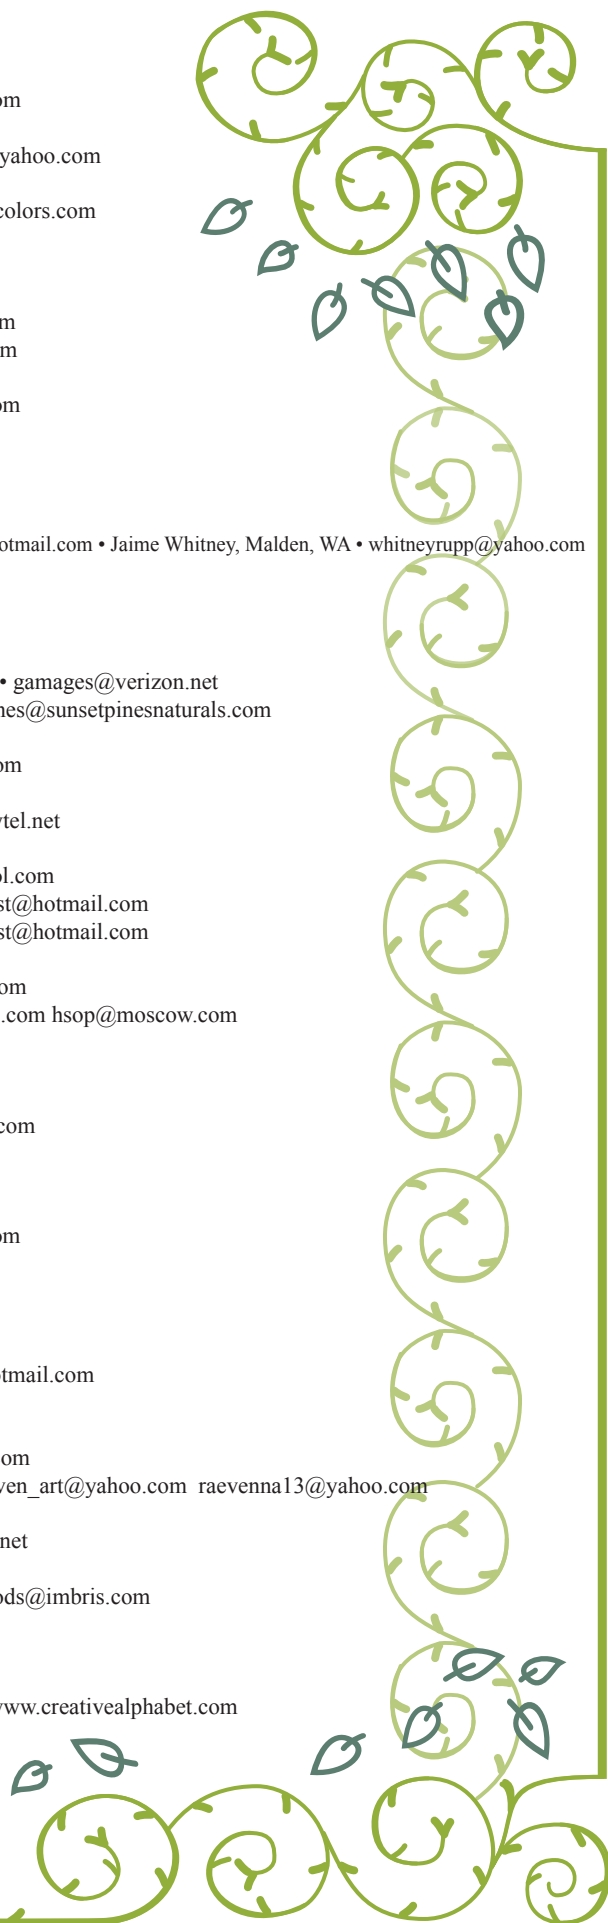 om
yahoo.com
colors.com
m
m
om
otmail.com • Jaime Whitney, Malden, WA • whitneyrupp@yahoo.com
• gamages@verizon.net
nes@sunsetpinesnaturals.com
om
ytel.net
ol.com
st@hotmail.com
st@hotmail.com
om
.com hsop@moscow.com
com
om
otmail.com
om
ven_art@yahoo.com raevenna13@yahoo.com
net
ods@imbris.com
www.creativealphabet.com